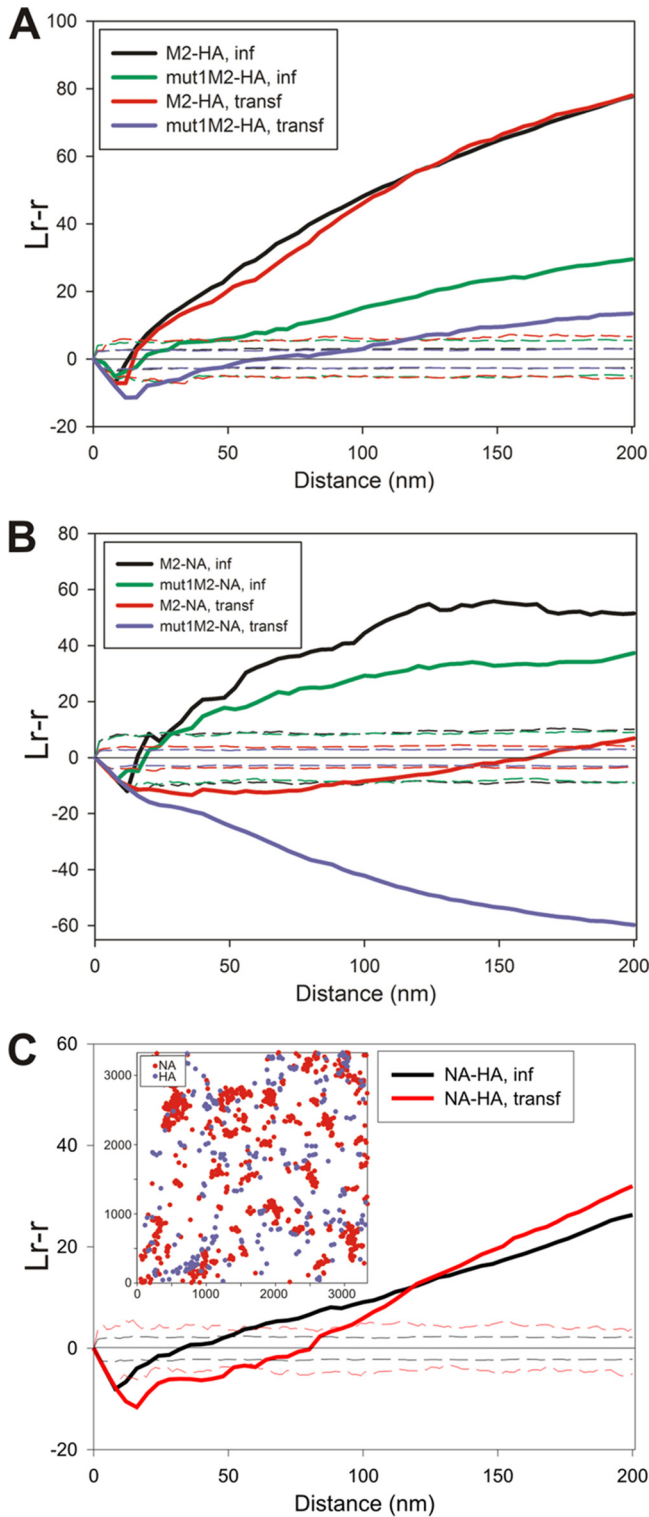 A
100
80
60
40
20
0
-20
Lr-r
M2-HA, inf
mut1M2-HA, inf
M2-HA, transf
mut1M2-HA, transf
0 50 100 150 200
Distance (nm)
B
80
60
40
20
0
-20
-40
-60
Lr-r
M2-NA, inf
mut1M2-NA, inf
M2-NA, transf
mut1M2-NA, transf
0 50 100 150 200
Distance (nm)
C
60
40
20
0
-20
Lr-r
NA
HA
3000
2000
1000
0
0 1000 2000 3000
NA-HA, inf
NA-HA, transf
0 50 100 150 200
Distance (nm)